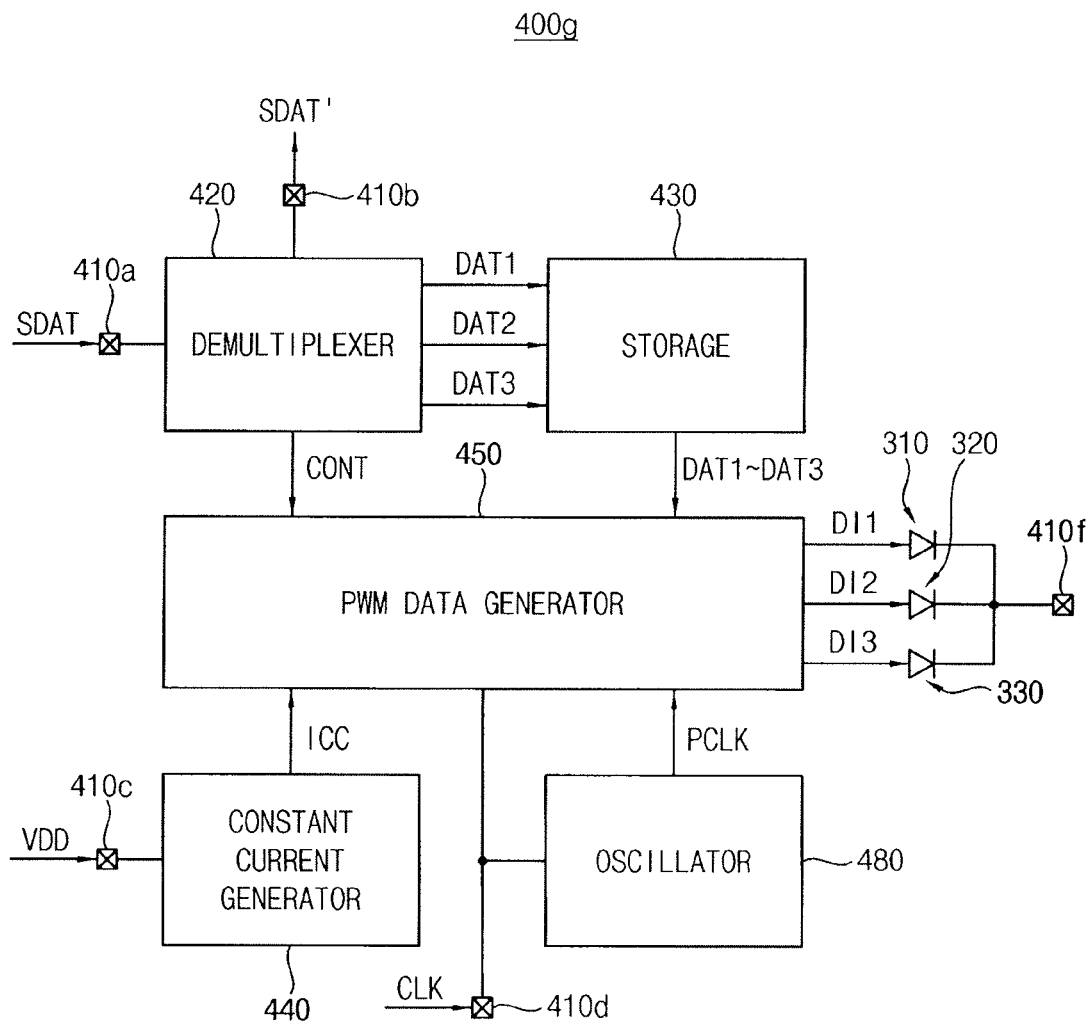 400g
SDAT'
420
410b
430
410a
SDAT
DAT1
DAT2
DAT3
DEMULTIPLEXER
STORAGE
CONT
450
DAT1~DAT3
310
320
DI1
410f
PWM DATA GENERATOR
DI2
DI3
330
ICC
PCLK
410c
VDD
CONSTANT
CURRENT
GENERATOR
OSCILLATOR
480
440
CLK
410d